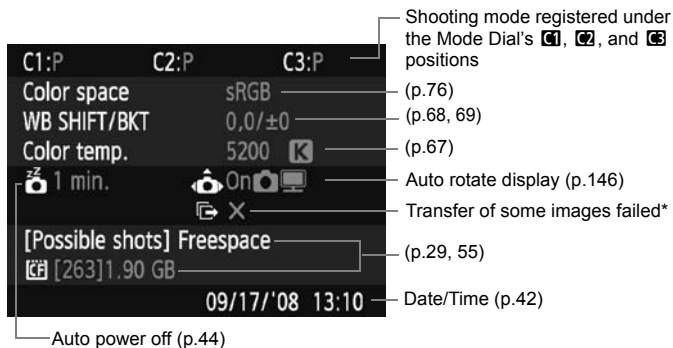 Shooting mode registered under
the Mode Dial's C1, C2, and C3
positions
C1:P C2:P C3:P
Color space sRGB
(p.76)
WB SHIFT/BKT 0,0/±0
(p.68, 69)
Color temp. 5200 K
(p.67)
zz 1 min. On
Auto rotate display (p.146)
Transfer of some images failed*
[Possible shots] Freespace
CF [263]1.90 GB
(p.29, 55)
09/17/'08 13:10
Date/Time (p.42)
Auto power off (p.44)